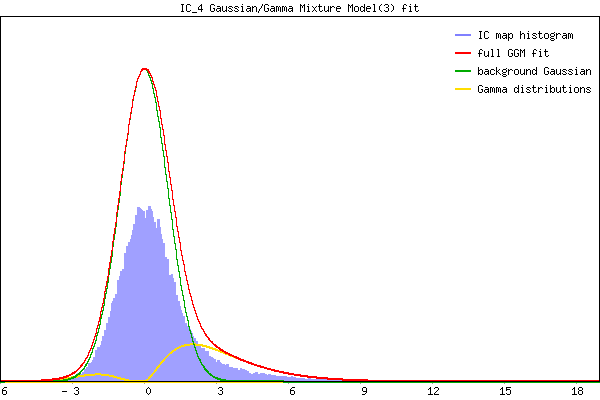 IC_4 Gaussian/Gamma Mixture Model(3) fit
IC map histogram
full GGM fit
background Gaussian
Gamma distributions
6 -3 0 3 6 9 12 15 18